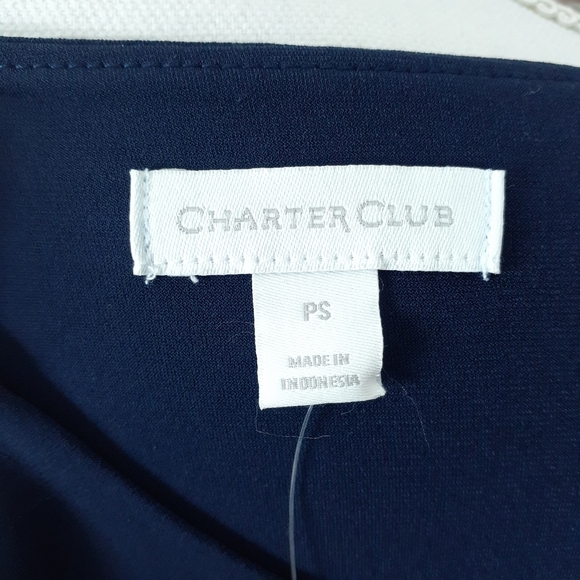 CHARTER CLUB
PS
MADE IN
INDONESIA